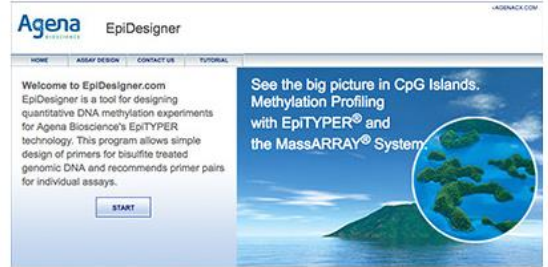 ›AGENACX.COM
Agena
BIOSCIENCE
EpiDesigner
HOME ASSAY DESIGN CONTACT US TUTORIAL
Welcome to EpiDesigner.com
EpiDesigner is a tool for designing
quantitative DNA methylation experiments
for Agena Bioscience's EpiTYPER
technology. This program allows simple
design of primers for bisulfite treated
genomic DNA and recommends primer pairs
for individual assays.
START
See the big picture in CpG Islands.
Methylation Profiling
with EpiTYPER® and
the MassARRAY® System.